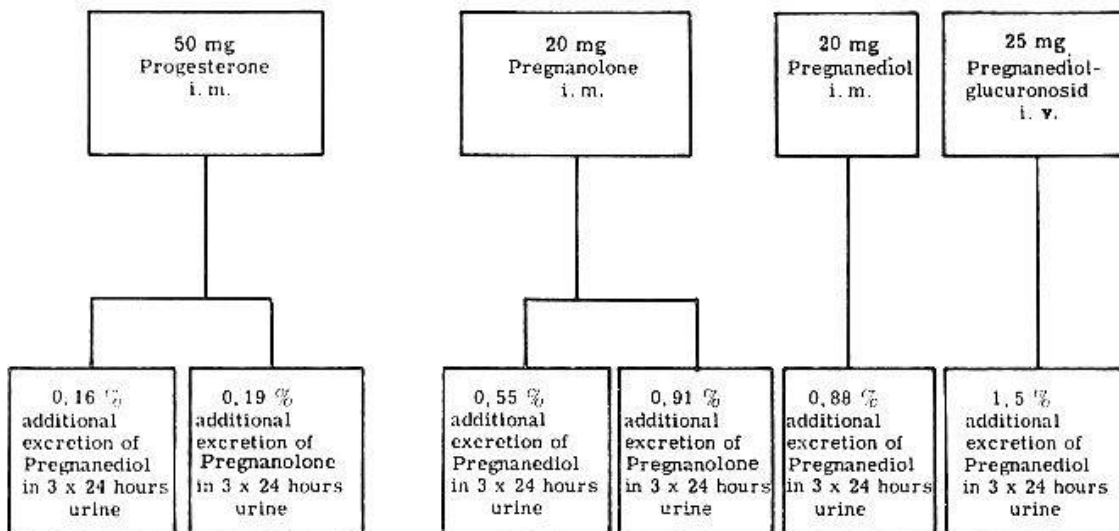 50 mg
Progesterone
i. m.
20 mg
Pregnanolone
i. m.
20 mg
Pregnanediol
i. m.
25 mg
Pregnanediol-
glucuronosid
i. v.
0,16 %
additional
excretion of
Pregnanediol
in 3 x 24 hours
urine
0,19 %
additional
excretion of
Pregnanolone
in 3 x 24 hours
urine
0,55 %
additional
excretion of
Pregnanediol
in 3 x 24 hours
urine
0,91 %
additional
excretion of
Pregnanolone
in 3 x 24 hours
urine
0,88 %
additional
excretion of
Pregnanediol
in 3 x 24 hours
urine
1,5 %
additional
excretion of
Pregnanediol
in 3 x 24 hours
urine